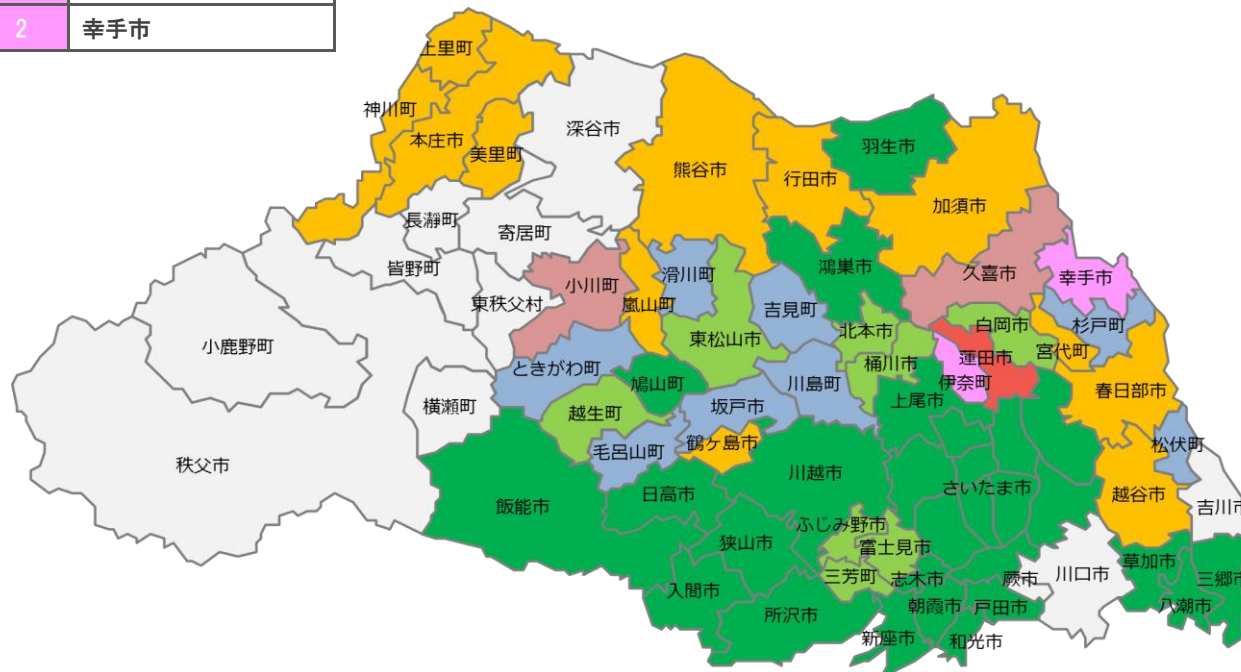 2 幸手市
上里町
神川町
本庄市
美里町
深谷市
熊谷市
行田市
羽生市
加須市
長瀞町
寄居町
皆野町
東秩父村
小川町
嵐山町
滑川町
吉見町
鴻巣市
久喜市
幸手市
小鹿野町
ときがわ町
東松山市
北本市
桶川市
白岡市
杉戸町
宮代町
蓮田市
伊奈町
横瀬町
鳩山町
川島町
上尾市
春日部市
越生町
坂戸市
毛呂山町
鶴ヶ島市
松伏町
秩父市
川越市
さいたま市
越谷市
吉川市
飯能市
日高市
ふじみ野市
狭山市
富士見市
三芳町
志木市
蕨市
川口市
草加市
三郷市
入間市
所沢市
朝霞市
戸田市
八潮市
新座市
和光市